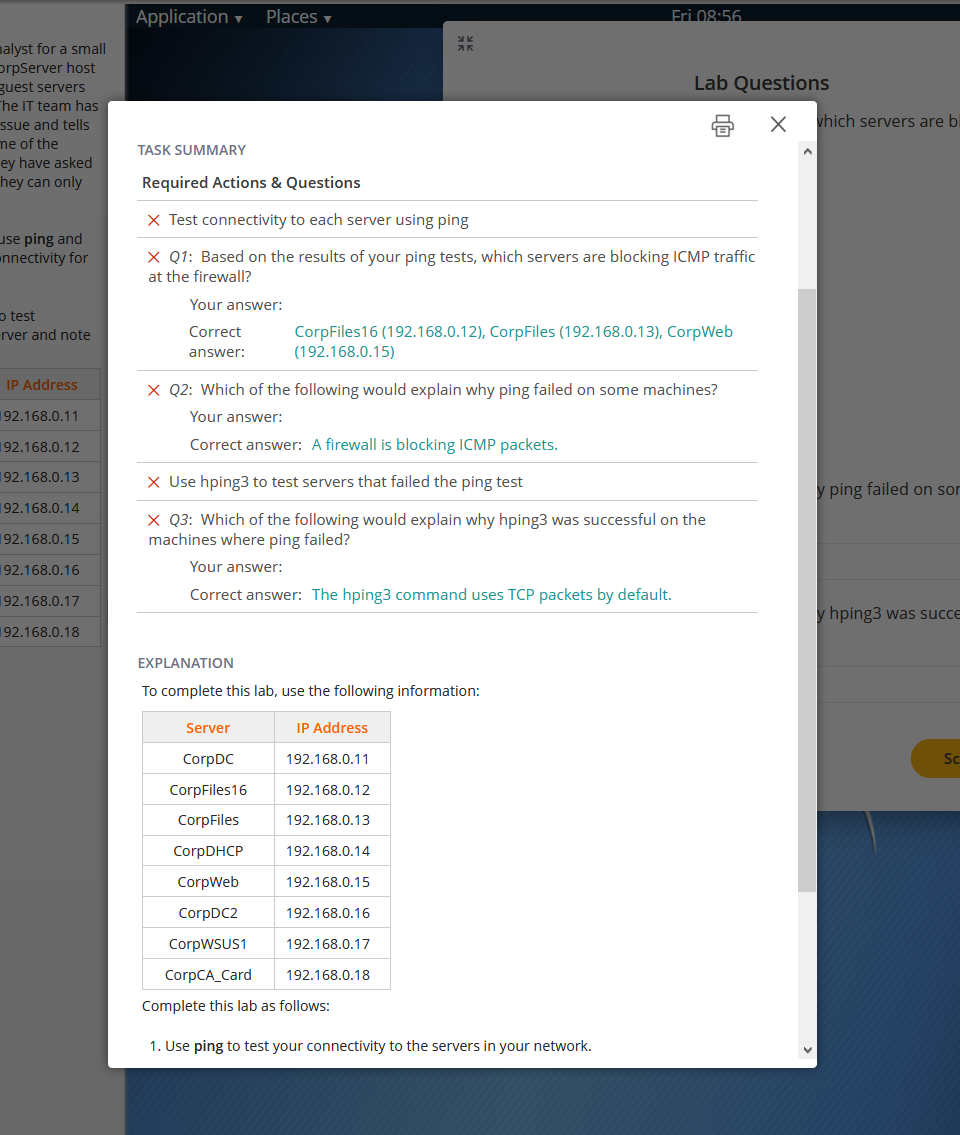 Application ▾ Places ▾ Fri 08:56
alyst for a small
orpServer host
guest servers
The IT team has
ssue and tells
me of the
ey have asked
hey can only
use ping and
onnectivity for
o test
rver and note
IP Address
192.168.0.11
192.168.0.12
192.168.0.13
192.168.0.14
192.168.0.15
192.168.0.16
192.168.0.17
192.168.0.18
Lab Questions
which servers are bl
y ping failed on som
y hping3 was succe
Sc
TASK SUMMARY
Required Actions & Questions
Test connectivity to each server using ping
Q1: Based on the results of your ping tests, which servers are blocking ICMP traffic
at the firewall?
Your answer:
Correct answer: CorpFiles16 (192.168.0.12), CorpFiles (192.168.0.13), CorpWeb
(192.168.0.15)
Q2: Which of the following would explain why ping failed on some machines?
Your answer:
Correct answer: A firewall is blocking ICMP packets.
Use hping3 to test servers that failed the ping test
Q3: Which of the following would explain why hping3 was successful on the
machines where ping failed?
Your answer:
Correct answer: The hping3 command uses TCP packets by default.
EXPLANATION
To complete this lab, use the following information:
Server IP Address
CorpDC 192.168.0.11
CorpFiles16 192.168.0.12
CorpFiles 192.168.0.13
CorpDHCP 192.168.0.14
CorpWeb 192.168.0.15
CorpDC2 192.168.0.16
CorpWSUS1 192.168.0.17
CorpCA_Card 192.168.0.18
Complete this lab as follows:
1. Use ping to test your connectivity to the servers in your network.